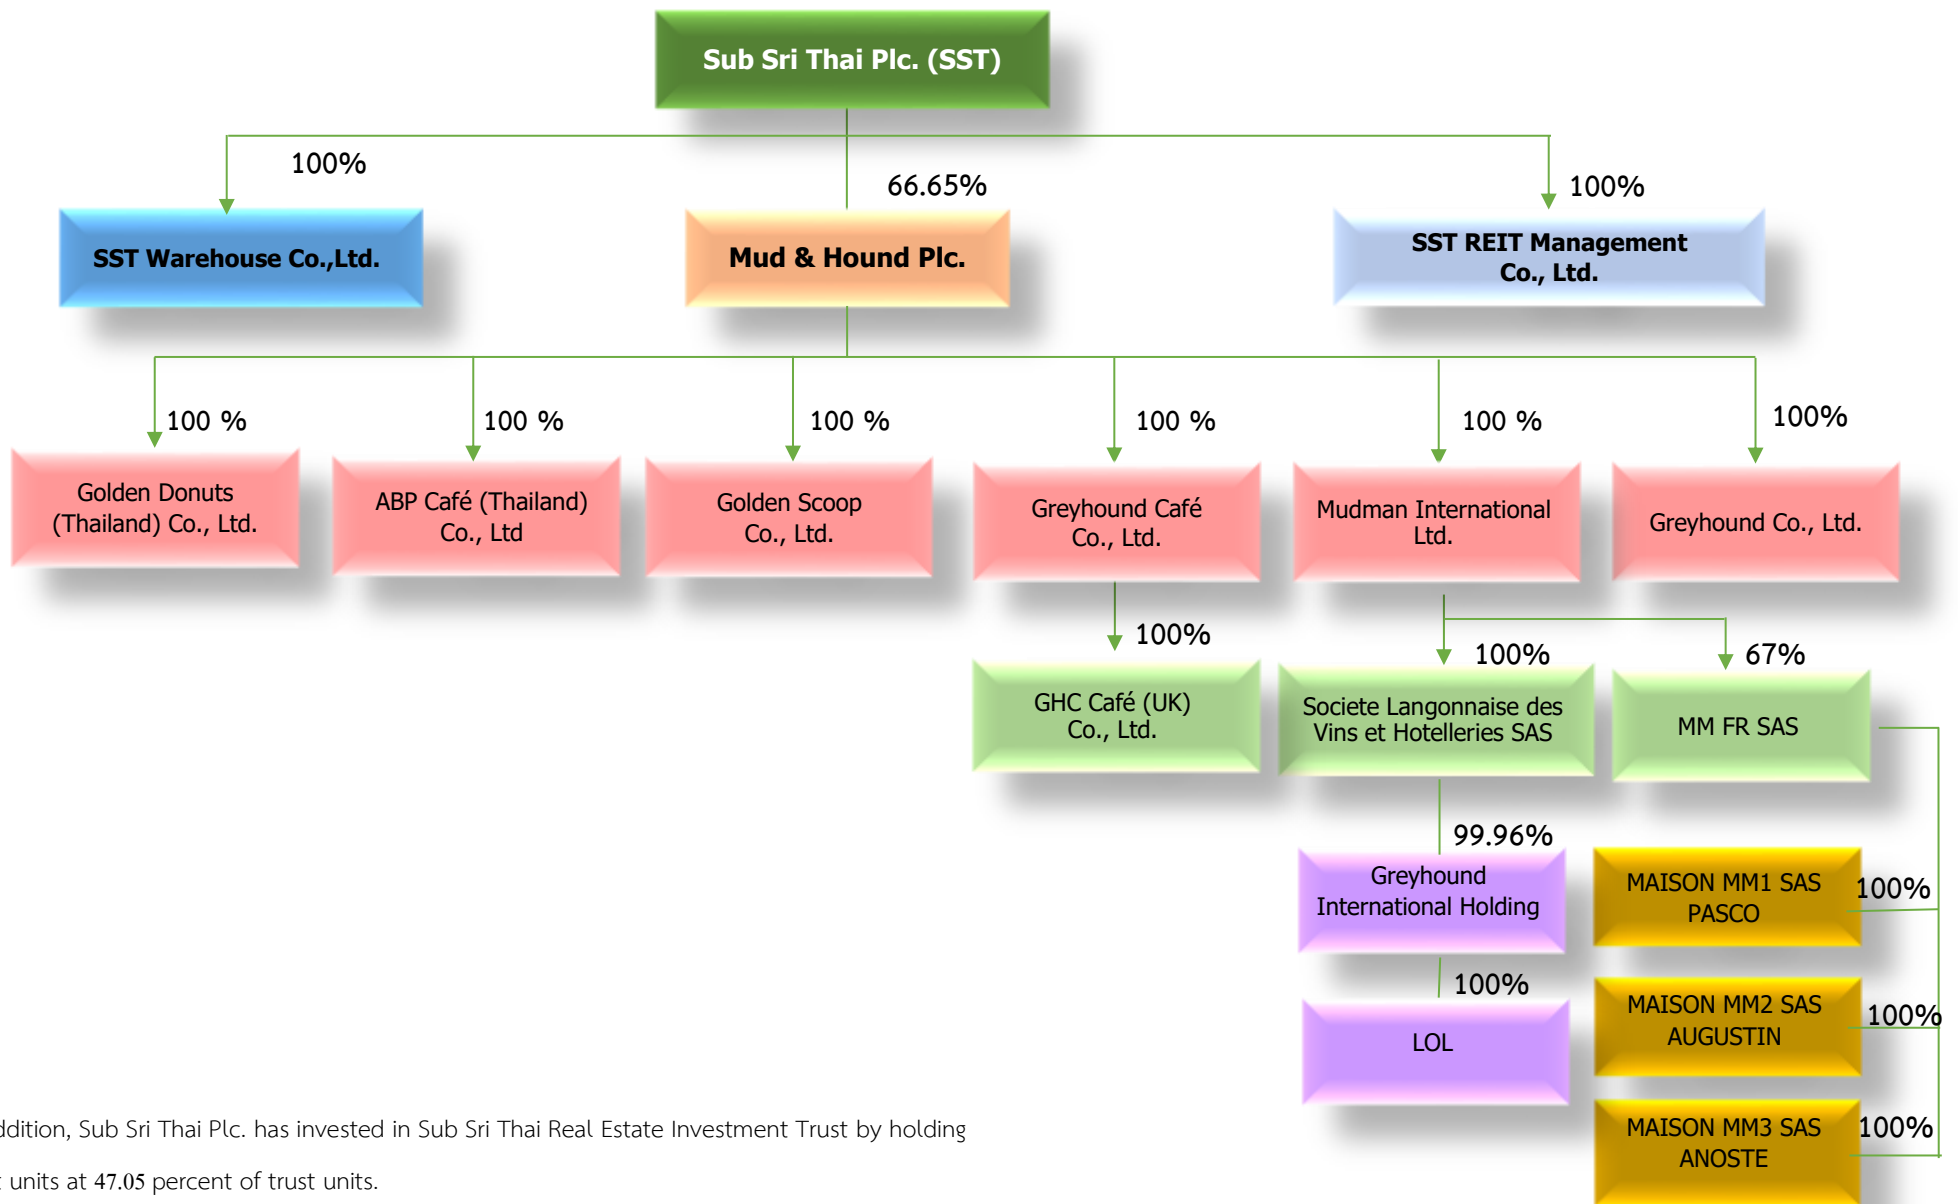 Sub Sri Thai Plc. (SST)
100%
66.65%
100%
SST Warehouse Co.,Ltd.
Mud & Hound Plc.
SST REIT Management
Co., Ltd.
100 %
100 %
100 %
100 %
100 %
100%
Golden Donuts
(Thailand) Co., Ltd.
ABP Café (Thailand)
Co., Ltd
Golden Scoop
Co., Ltd.
Greyhound Café
Co., Ltd.
Mudman International
Ltd.
Greyhound Co., Ltd.
100%
100%
67%
GHC Café (UK)
Co., Ltd.
Societe Langonnaise des
Vins et Hotelleries SAS
MM FR SAS
99.96%
Greyhound
International Holding
MAISON MM1 SAS
PASCO
100%
100%
LOL
MAISON MM2 SAS
AUGUSTIN
100%
MAISON MM3 SAS
ANOSTE
100%
ddition, Sub Sri Thai Plc. has invested in Sub Sri Thai Real Estate Investment Trust by holding
units at 47.05 percent of trust units.